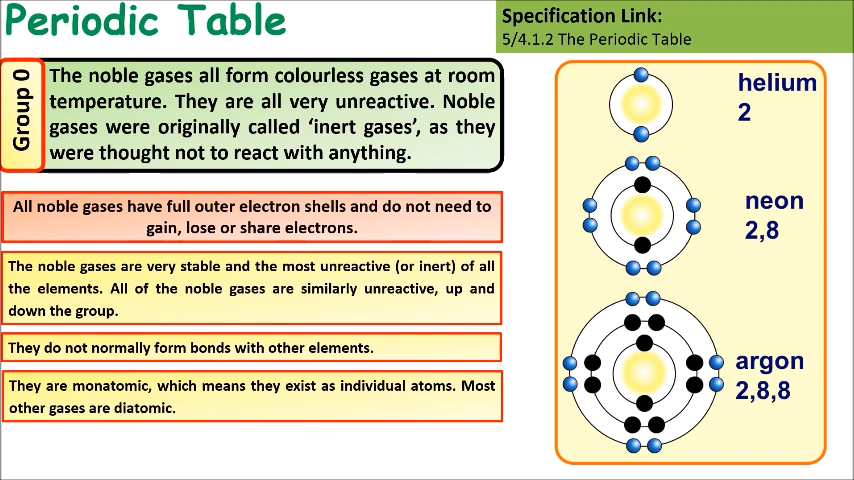 Periodic Table
Specification Link:
5/4.1.2 The Periodic Table
Group 0
The noble gases all form colourless gases at room
temperature. They are all very unreactive. Noble
gases were originally called ‘inert gases’, as they
were thought not to react with anything.
All noble gases have full outer electron shells and do not need to
gain, lose or share electrons.
The noble gases are very stable and the most unreactive (or inert) of all
the elements. All of the noble gases are similarly unreactive, up and
down the group.
They do not normally form bonds with other elements.
They are monatomic, which means they exist as individual atoms. Most
other gases are diatomic.
helium
2
neon
2,8
argon
2,8,8